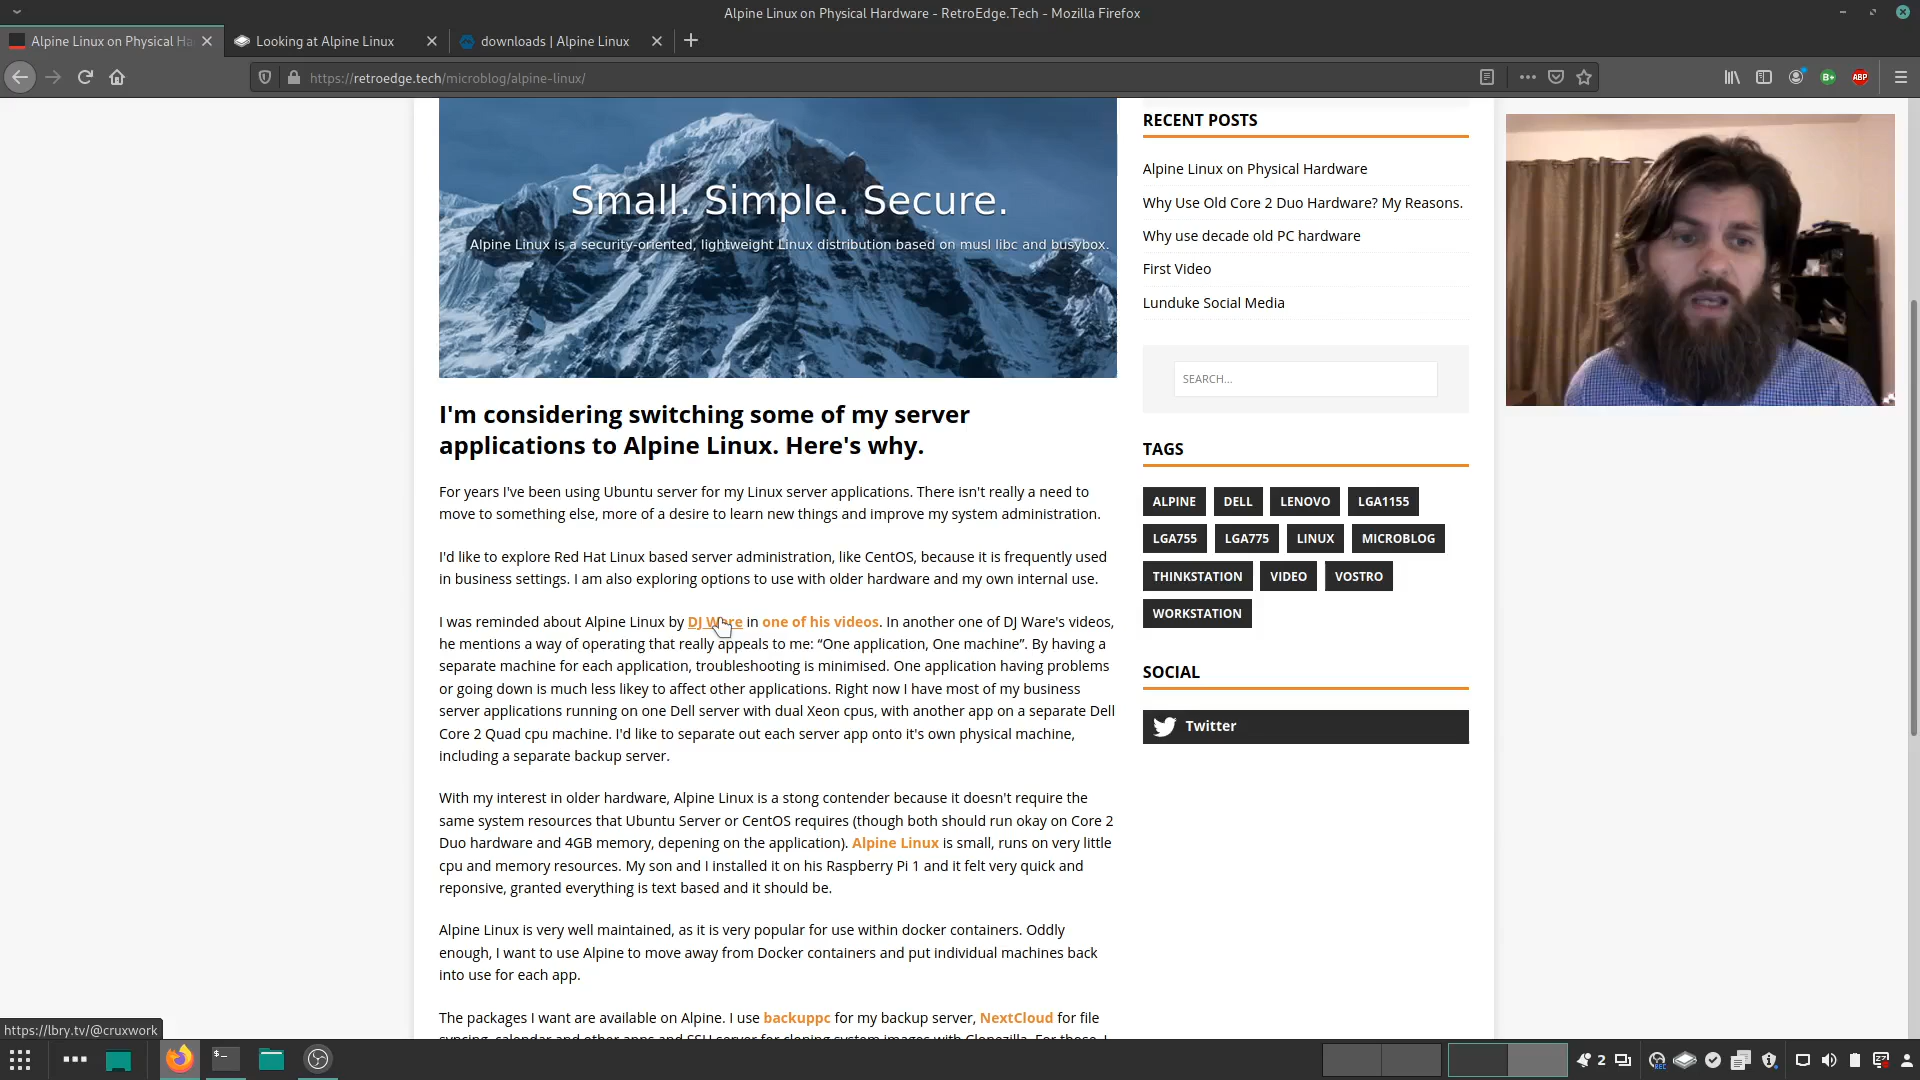 Alpine Linux on Physical Hardware - RetroEdge.Tech - Mozilla Firefox
Alpine Linux on Physical Ha
Looking at Alpine Linux
downloads | Alpine Linux
https://retroedge.tech/microblog/alpine-linux/
B+
ABP
Small. Simple. Secure.
Alpine Linux is a security-oriented, lightweight Linux distribution based on musl libc and busybox.
I'm considering switching some of my server
applications to Alpine Linux. Here's why.
For years I've been using Ubuntu server for my Linux server applications. There isn't really a need to
move to something else, more of a desire to learn new things and improve my system administration.
I'd like to explore Red Hat Linux based server administration, like CentOS, because it is frequently used
in business settings. I am also exploring options to use with older hardware and my own internal use.
I was reminded about Alpine Linux by DJ Ware in one of his videos. In another one of DJ Ware's videos,
he mentions a way of operating that really appeals to me: “One application, One machine”. By having a
separate machine for each application, troubleshooting is minimised. One application having problems
or going down is much less likey to affect other applications. Right now I have most of my business
server applications running on one Dell server with dual Xeon cpus, with another app on a separate Dell
Core 2 Quad cpu machine. I'd like to separate out each server app onto it's own physical machine,
including a separate backup server.
With my interest in older hardware, Alpine Linux is a stong contender because it doesn't require the
same system resources that Ubuntu Server or CentOS requires (though both should run okay on Core 2
Duo hardware and 4GB memory, depening on the application). Alpine Linux is small, runs on very little
cpu and memory resources. My son and I installed it on his Raspberry Pi 1 and it felt very quick and
reponsive, granted everything is text based and it should be.
Alpine Linux is very well maintained, as it is very popular for use within docker containers. Oddly
enough, I want to use Alpine to move away from Docker containers and put individual machines back
into use for each app.
The packages I want are available on Alpine. I use backuppc for my backup server, NextCloud for file
syncing, calendar and other apps and SSH server for cloning system images with Clonezilla. For these, I
RECENT POSTS
Alpine Linux on Physical Hardware
Why Use Old Core 2 Duo Hardware? My Reasons.
Why use decade old PC hardware
First Video
Lunduke Social Media
SEARCH...
TAGS
ALPINE DELL LENOVO LGA1155
LGA755 LGA775 LINUX MICROBLOG
THINKSTATION VIDEO VOSTRO
WORKSTATION
SOCIAL
Twitter
https://lbry.tv/@cruxwork
2
REC